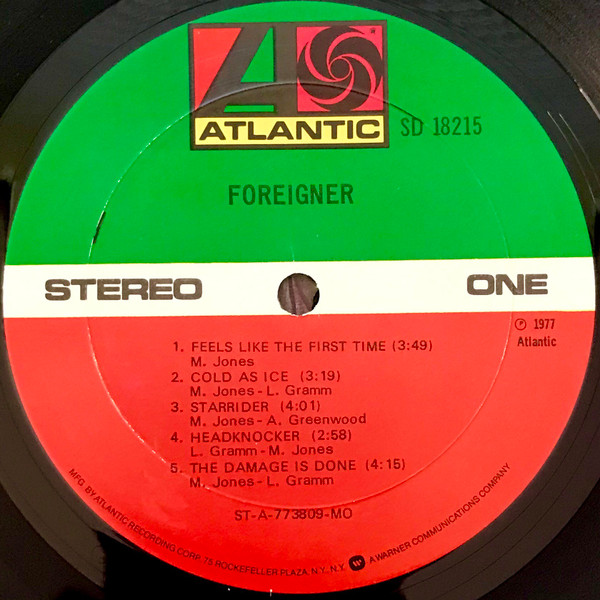 ATLANTIC
SD 18215
FOREIGNER
STEREO
ONE
℗ 1977
Atlantic
1. FEELS LIKE THE FIRST TIME (3:49)
M. Jones
2. COLD AS ICE (3:19)
M. Jones - L. Gramm
3. STARRIDER (4:01)
M. Jones - A. Greenwood
4. HEADKNOCKER (2:58)
L. Gramm - M. Jones
5. THE DAMAGE IS DONE (4:15)
M. Jones - L. Gramm
ST-A-773809-MO
MFG. BY ATLANTIC RECORDING CORP. 75 ROCKEFELLER PLAZA, N.Y., N.Y. A WARNER COMMUNICATIONS COMPANY